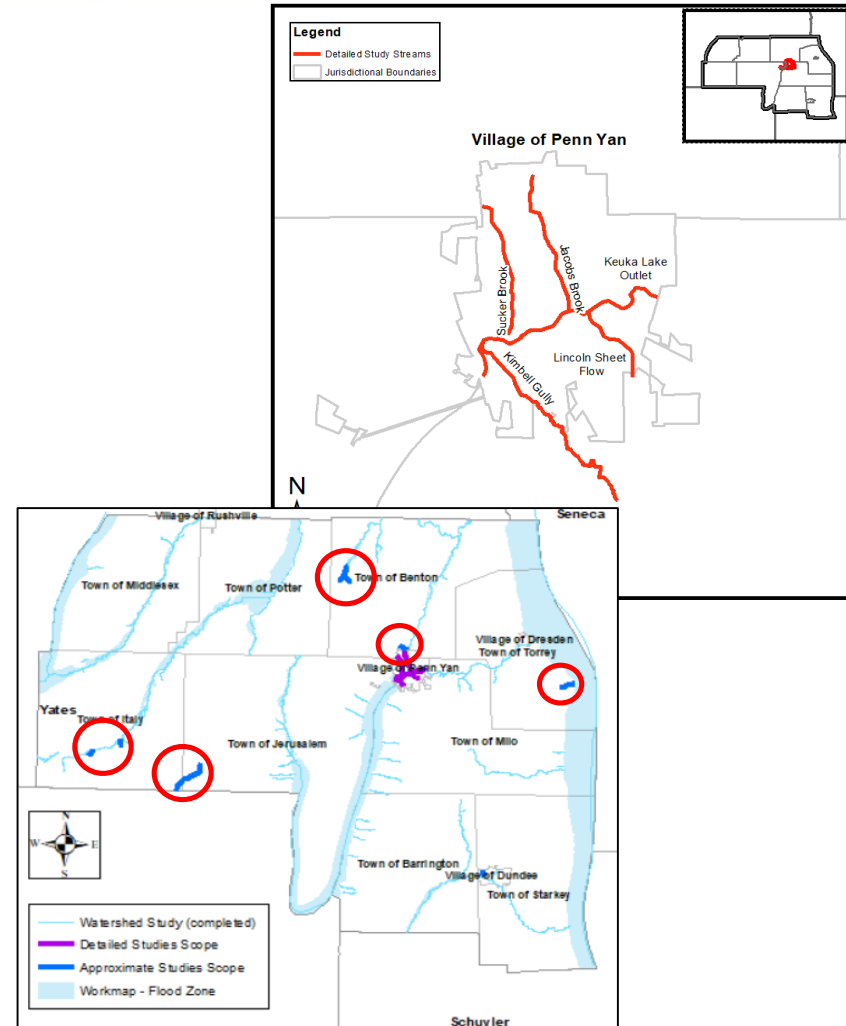 Legend
Detailed Study Streams
Jurisdictional Boundaries
Village of Penn Yan
Sucker Brook
Jacobs Brook
Keuka Lake
Outlet
Lincoln Sheet
Flow
Kimbell Gully
N
Seneca
Village of Rushville
Town of Middlesex
Town of Potter
Town of Benton
Village of Dresden
Town of Torrey
Village of Penn Yan
Yates
Town of Italy
Town of Jerusalem
Town of Milo
N
W
E
S
Town of Barrington
Village of Dundee
Town of Starkey
Watershed Study (completed)
Detailed Studies Scope
Approximate Studies Scope
Workmap - Flood Zone
Schuyler